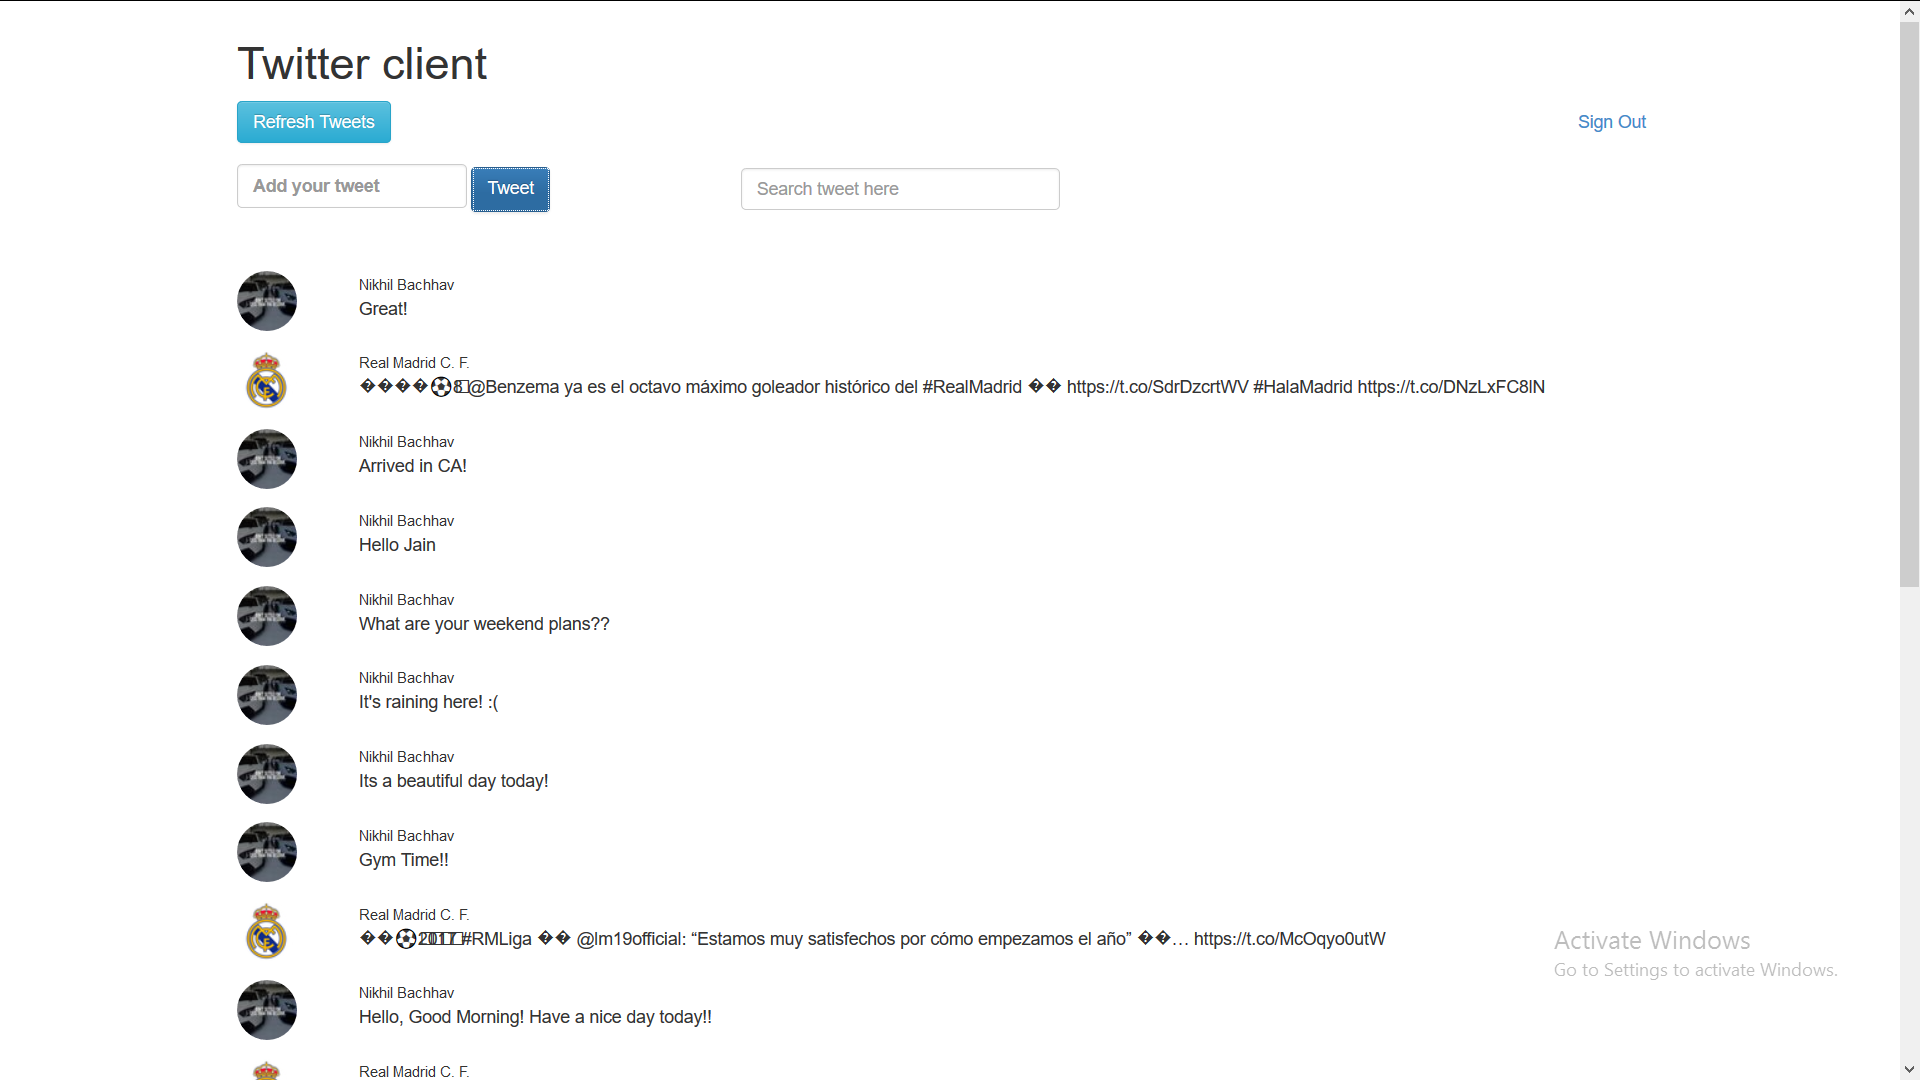 Twitter client
Refresh Tweets
Sign Out
Add your tweet
Tweet
Search tweet here
Nikhil Bachhav
Great!
Real Madrid C. F.
����⚽8⃣@Benzema ya es el octavo máximo goleador histórico del #RealMadrid �� https://t.co/SdrDzcrtWV #HalaMadrid https://t.co/DNzLxFC8lN
Nikhil Bachhav
Arrived in CA!
Nikhil Bachhav
Hello Jain
Nikhil Bachhav
What are your weekend plans??
Nikhil Bachhav
It's raining here! :(
Nikhil Bachhav
Its a beautiful day today!
Nikhil Bachhav
Gym Time!!
Real Madrid C. F.
��⚽2⃣0⃣1⃣7⃣#RMLiga �� @lm19official: “Estamos muy satisfechos por cómo empezamos el año” ��… https://t.co/McOqyo0utW
Nikhil Bachhav
Hello, Good Morning! Have a nice day today!!
Real Madrid C. F.
Activate Windows
Go to Settings to activate Windows.